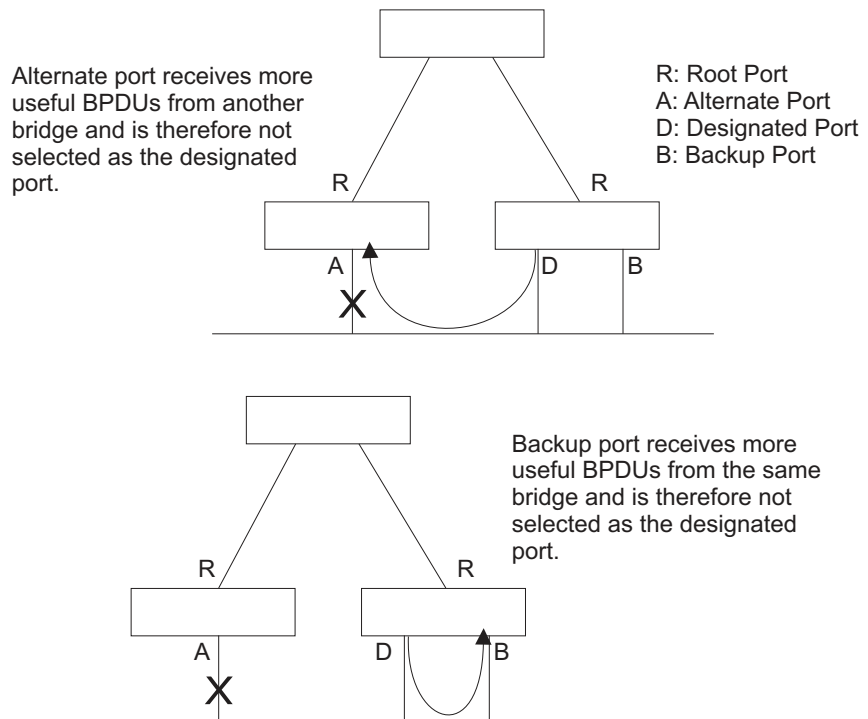 Alternate port receives more
useful BPDUs from another
bridge and is therefore not
selected as the designated
port.
R: Root Port
A: Alternate Port
D: Designated Port
B: Backup Port
R
R
A
D
B
X
Backup port receives more
useful BPDUs from the same
bridge and is therefore not
selected as the designated
port.
R
R
A
D
B
X